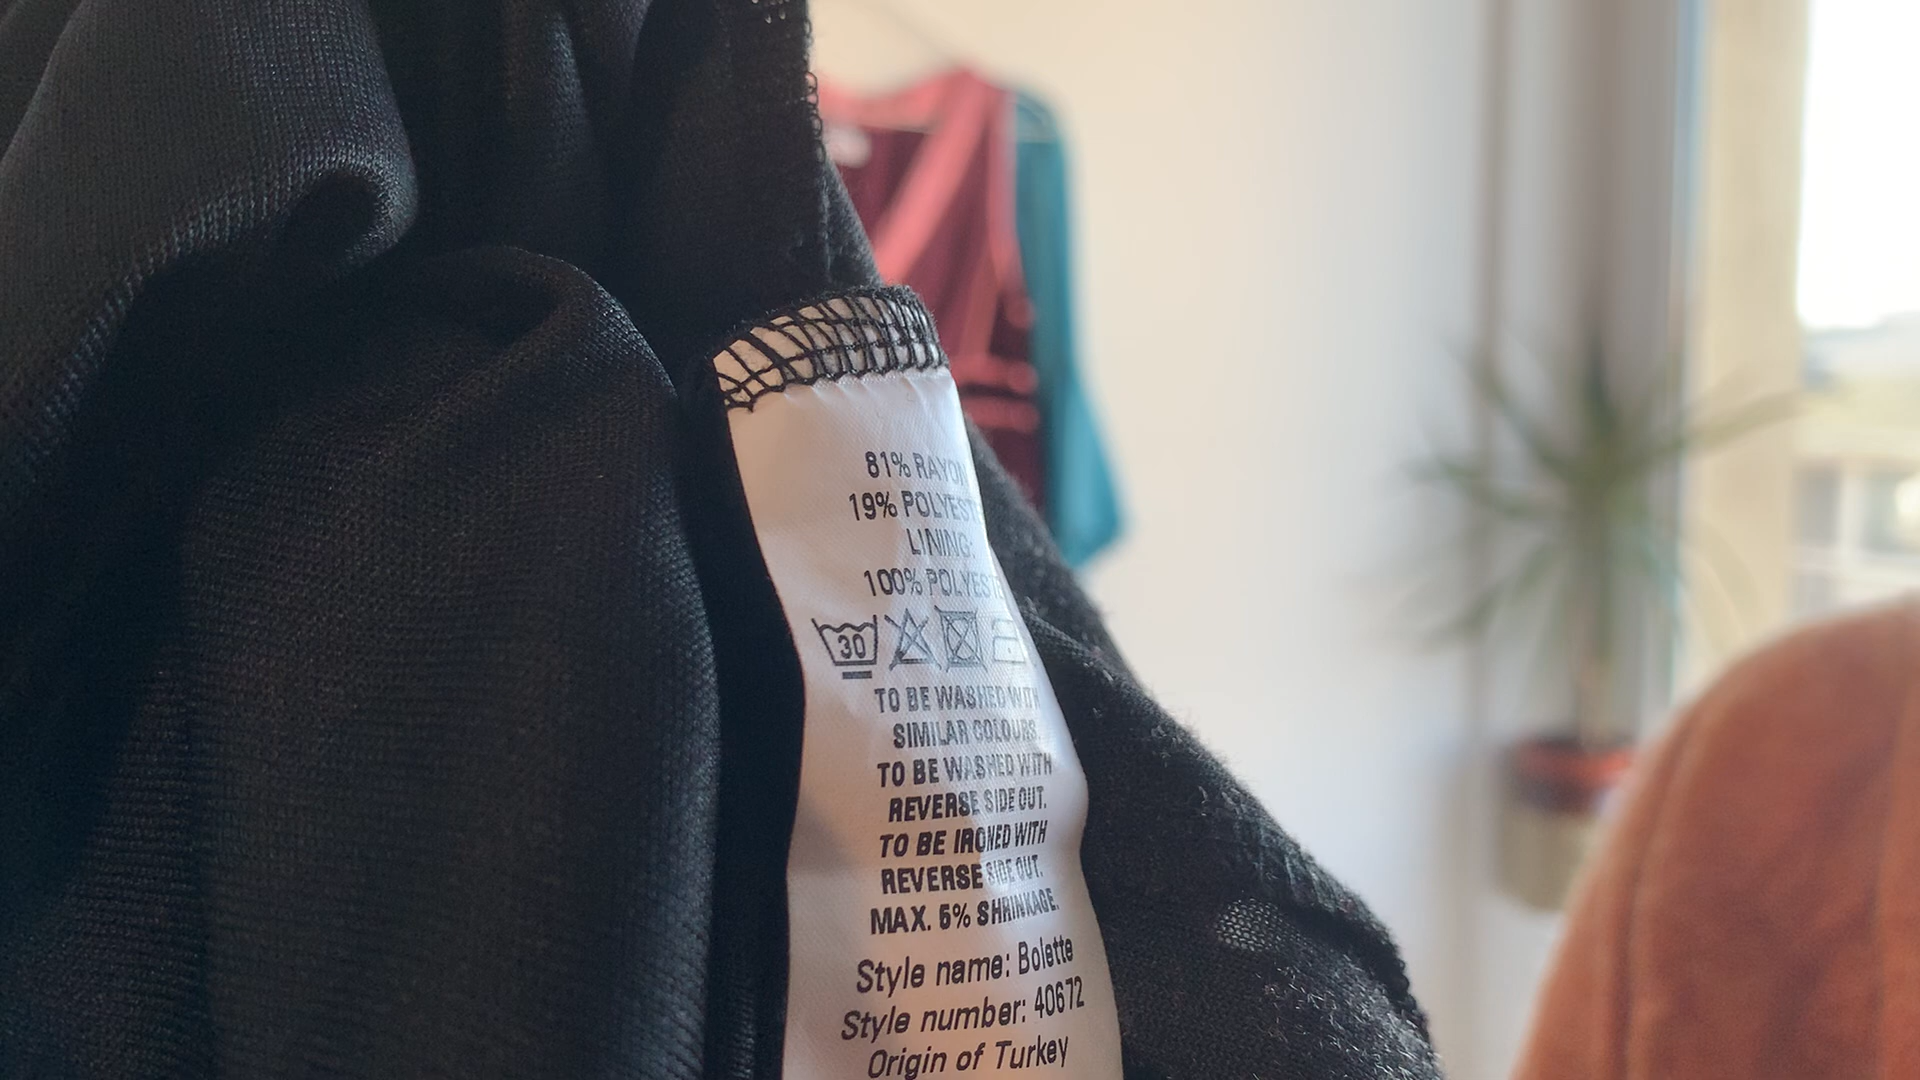 81% RAYON
19% POLYEST
LINING:
100% POLYESTE
30
TO BE WASHED WITH
SIMILAR COLOURS.
TO BE WASHED WITH
REVERSE SIDE OUT.
TO BE IRONED WITH
REVERSE SIDE OUT.
MAX. 5% SHRINKAGE.
Style name: Bolette
Style number: 40672
Origin of Turkey